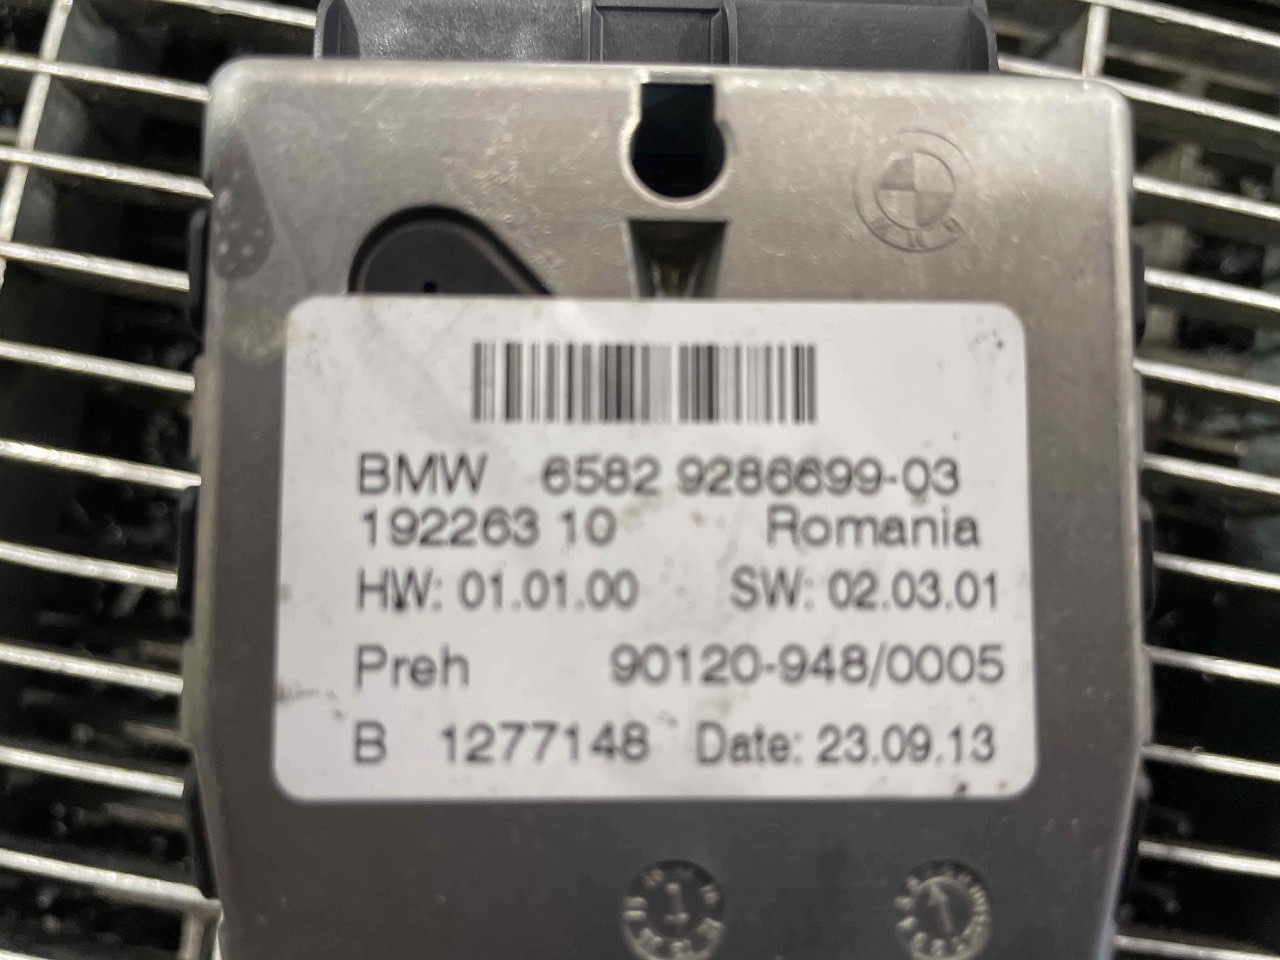 BMW 6582 9286699-03
192263 10 Romania
HW: 01.01.00 SW: 02.03.01
Preh 90120-948/0005
B 1277148 Date: 23.09.13